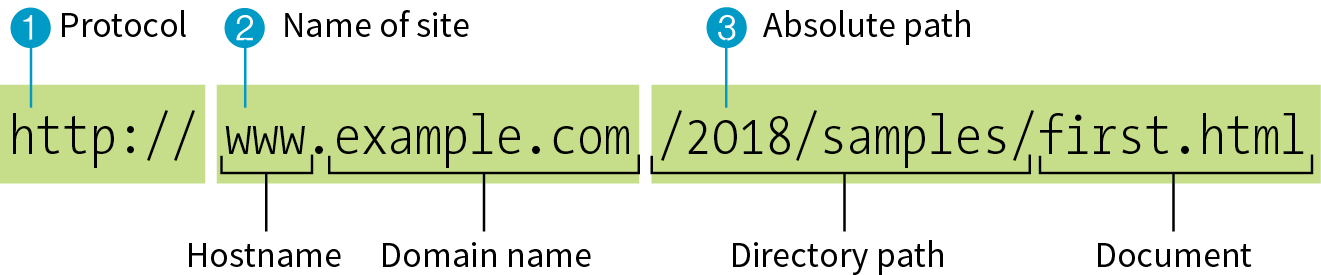 1 Protocol 2 Name of site 3 Absolute path
http:// www.example.com /2018/samples/first.html
Hostname Domain name Directory path Document